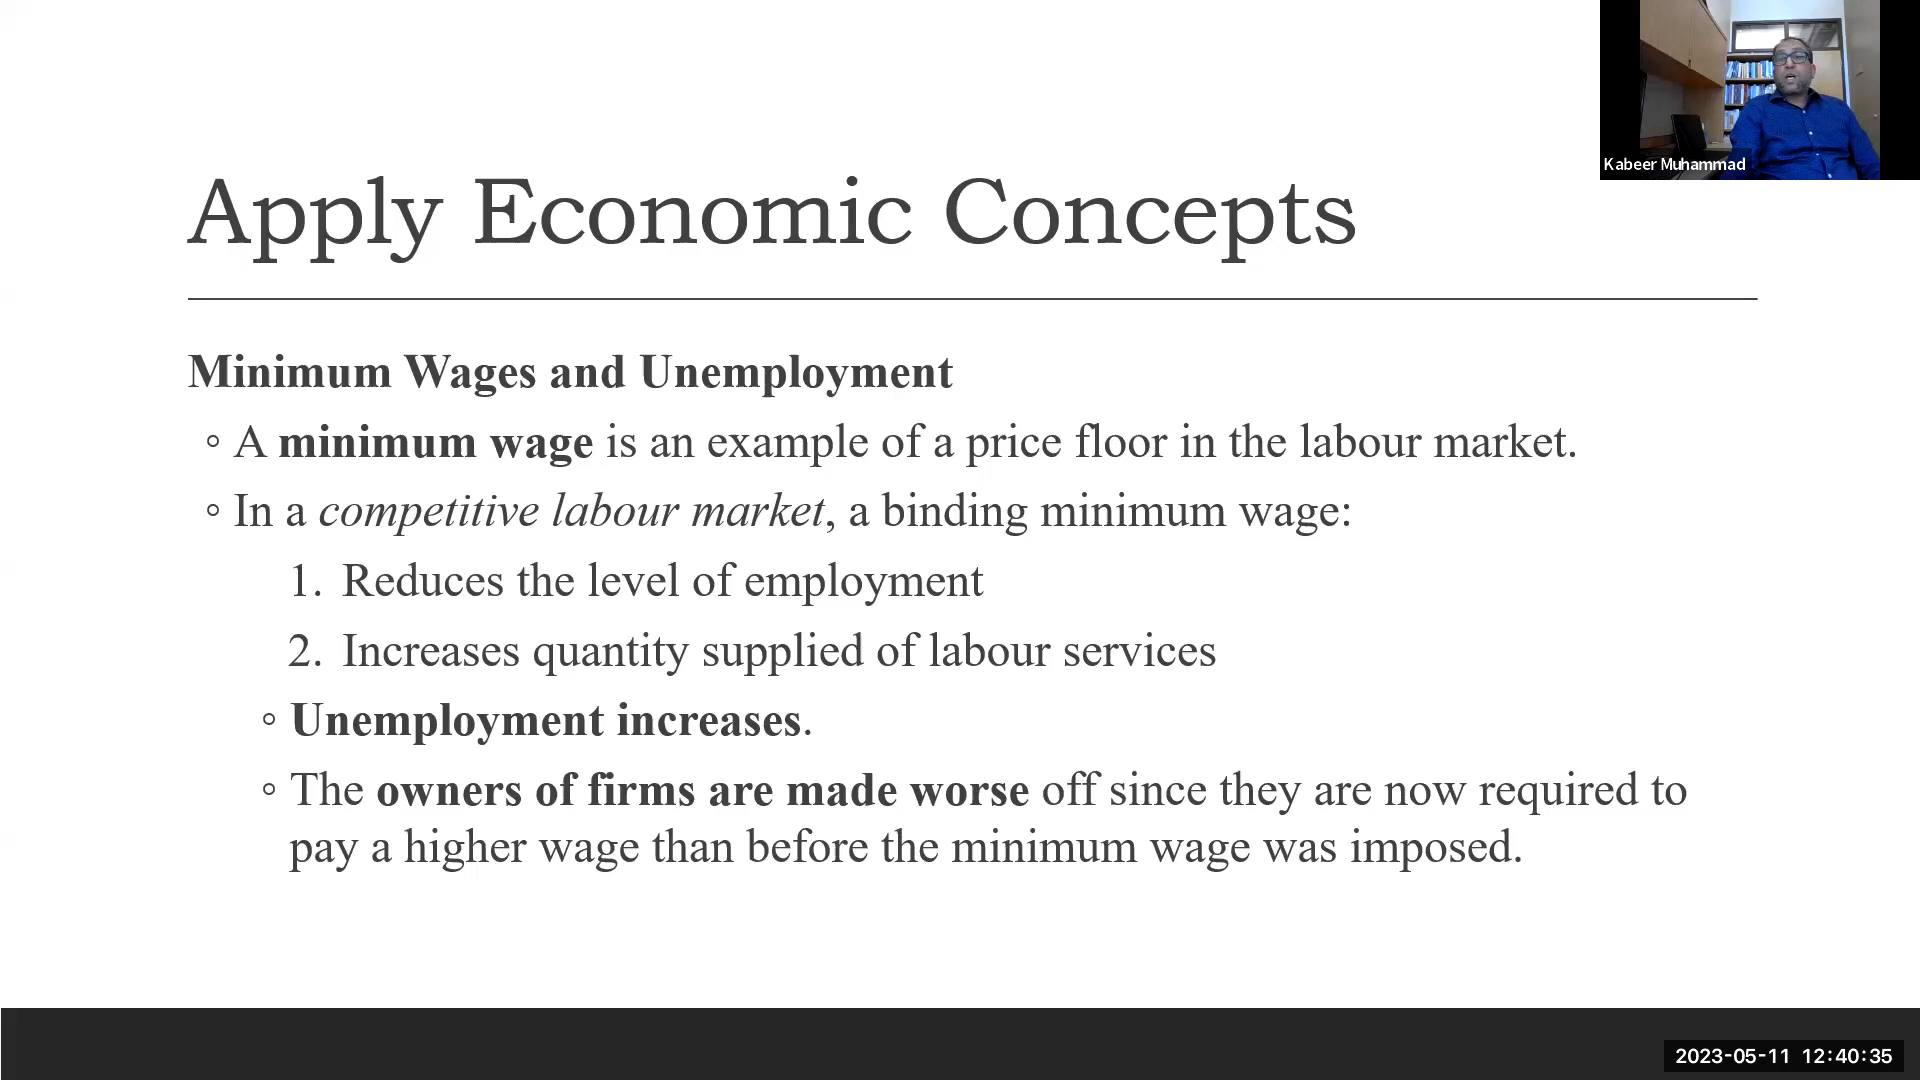 Kabeer Muhammad
Apply Economic Concepts
Minimum Wages and Unemployment
◦ A minimum wage is an example of a price floor in the labour market.
◦ In a competitive labour market, a binding minimum wage:
1. Reduces the level of employment
2. Increases quantity supplied of labour services
◦ Unemployment increases.
◦ The owners of firms are made worse off since they are now required to
pay a higher wage than before the minimum wage was imposed.
2023-05-11 12:40:35